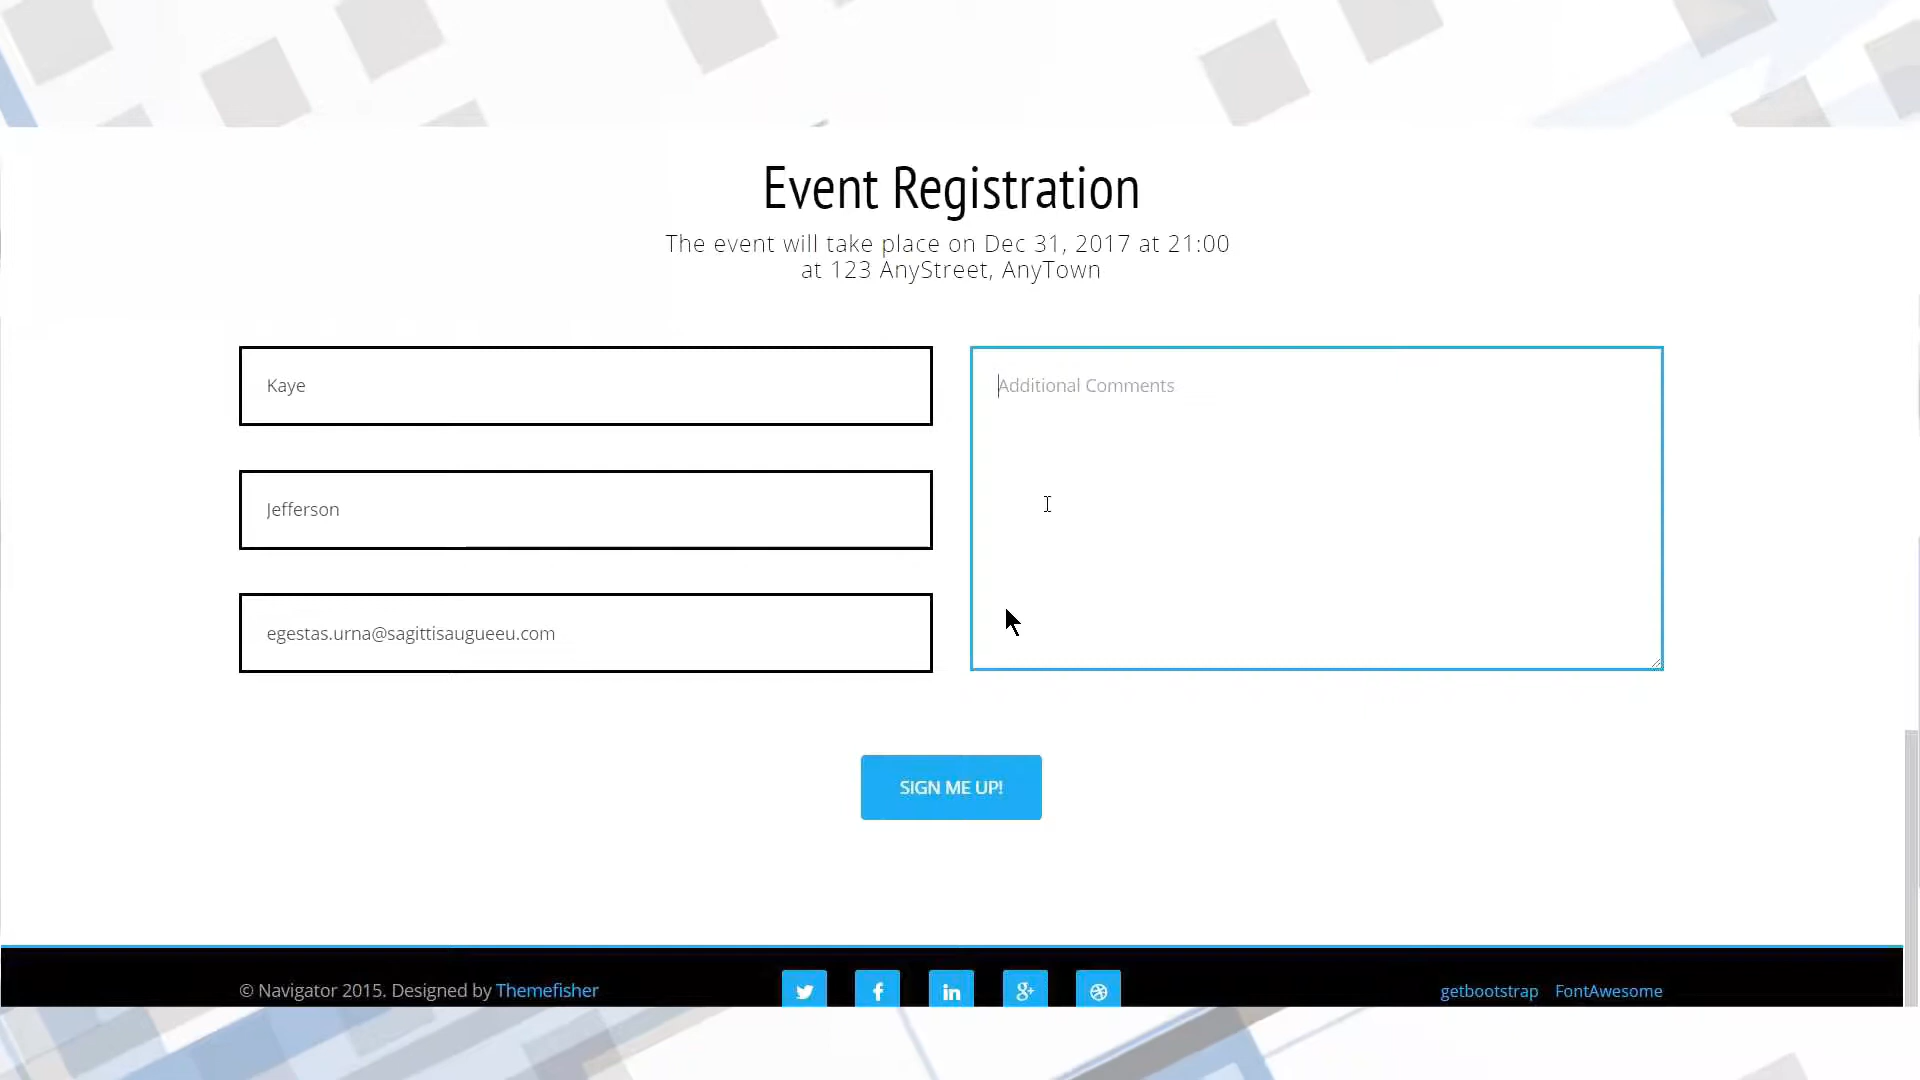 Event Registration
The event will take place on Dec 31, 2017 at 21:00
at 123 AnyStreet, AnyTown
Kaye
Additional Comments
Jefferson
egestas.urna@sagittisaugueeu.com
SIGN ME UP!
© Navigator 2015. Designed by Themefisher
getbootstrap FontAwesome